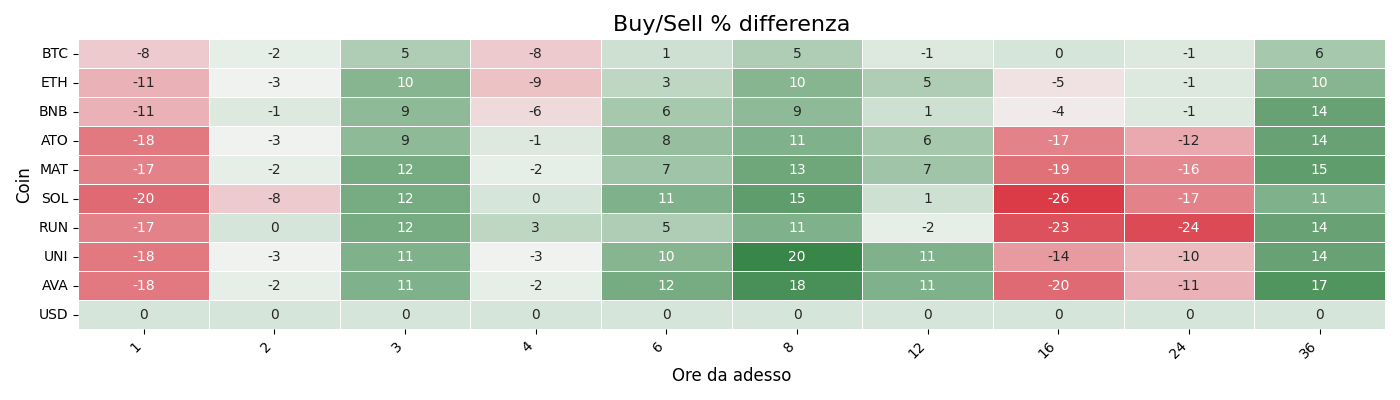 Buy/Sell % differenza
Coin
BTC -8 -2 5 -8 1 5 -1 0 -1 6
ETH -11 -3 10 -9 3 10 5 -5 -1 10
BNB -11 -1 9 -6 6 9 1 -4 -1 14
ATO -18 -3 9 -1 8 11 6 -17 -12 14
MAT -17 -2 12 -2 7 13 7 -19 -16 15
SOL -20 -8 12 0 11 15 1 -26 -17 11
RUN -17 0 12 3 5 11 -2 -23 -24 14
UNI -18 -3 11 -3 10 20 11 -14 -10 14
AVA -18 -2 11 -2 12 18 11 -20 -11 17
USD 0 0 0 0 0 0 0 0 0 0
1 2 3 4 6 8 12 16 24 36
Ore da adesso